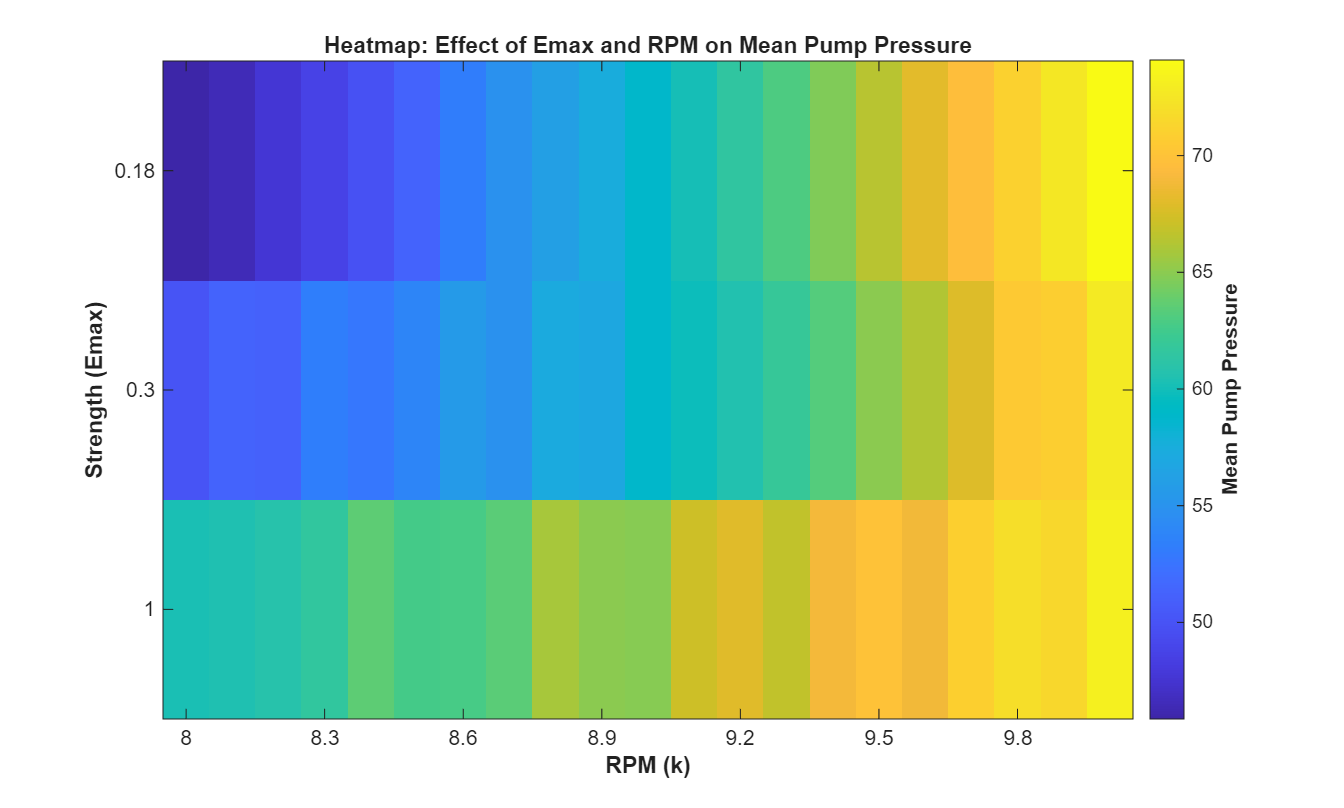 Heatmap: Effect of Emax and RPM on Mean Pump Pressure
Strength (Emax)
0.18
0.3
1
8 8.3 8.6 8.9 9.2 9.5 9.8
RPM (k)
70
65
60
55
50
Mean Pump Pressure